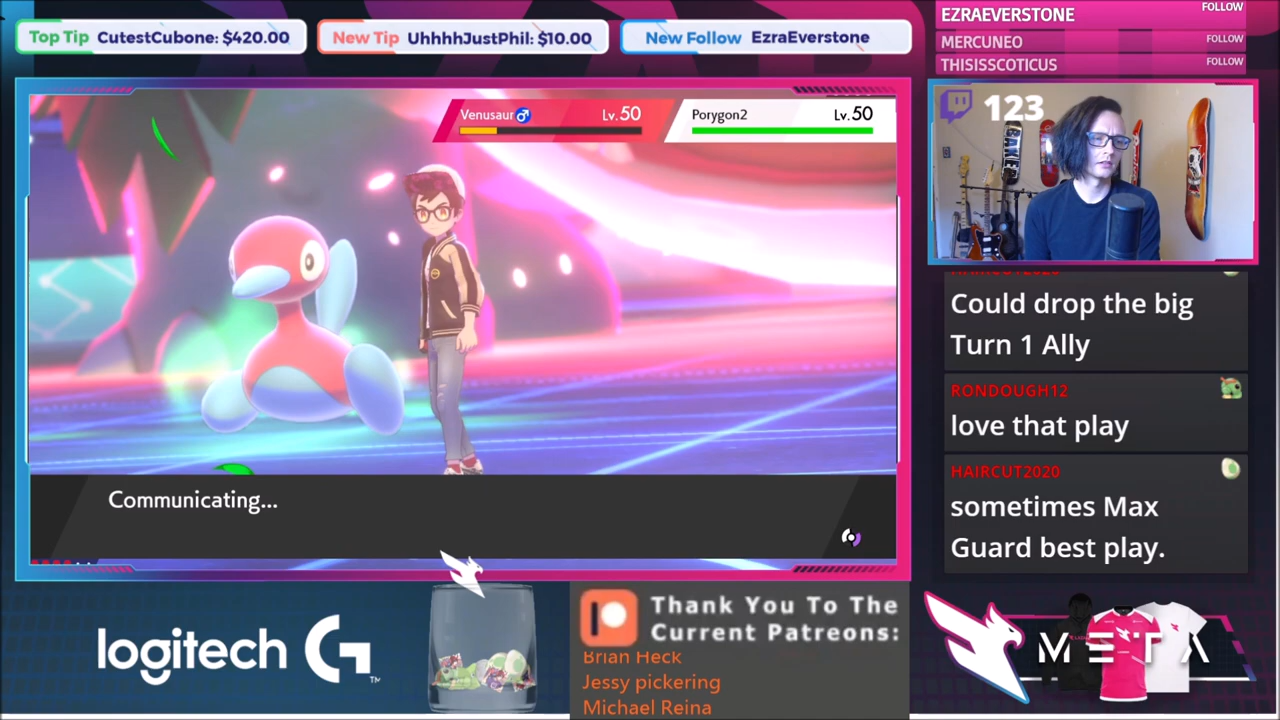 Top Tip CutestCubone: $420.00
New Tip UhhhhJustPhil: $10.00
New Follow EzraEverstone
EZRAEVERSTONE FOLLOW
MERCUNEO FOLLOW
THISISSCOTICUS FOLLOW
Venusaur♂ Lv.50
Porygon2 Lv.50
123
HAIRCUT2020
Could drop the big
Turn 1 Ally
RONDOUGH12
love that play
HAIRCUT2020
sometimes Max
Guard best play.
Communicating...
logitech G™
Thank You To The
Current Patreons:
Brian Heck
Jessy pickering
Michael Reina
META